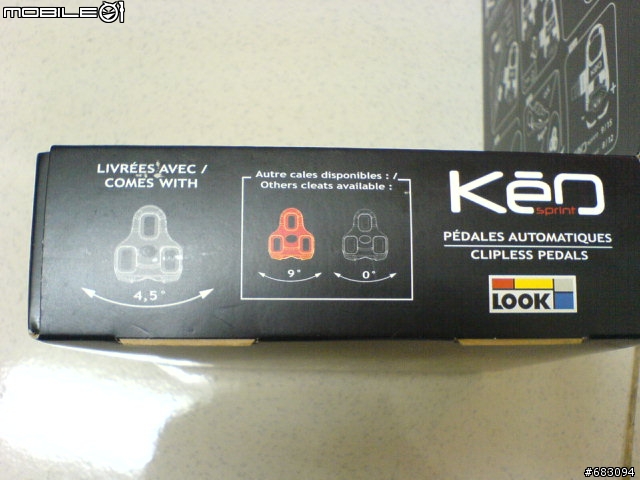 MOBILE01
LIVRÉES AVEC /
COMES WITH
4,5°
Autre cales disponibles : /
Others cleats available :
9°
0°
KéO
sprint
PÉDALES AUTOMATIQUES
CLIPLESS PEDALS
LOOK
#683094